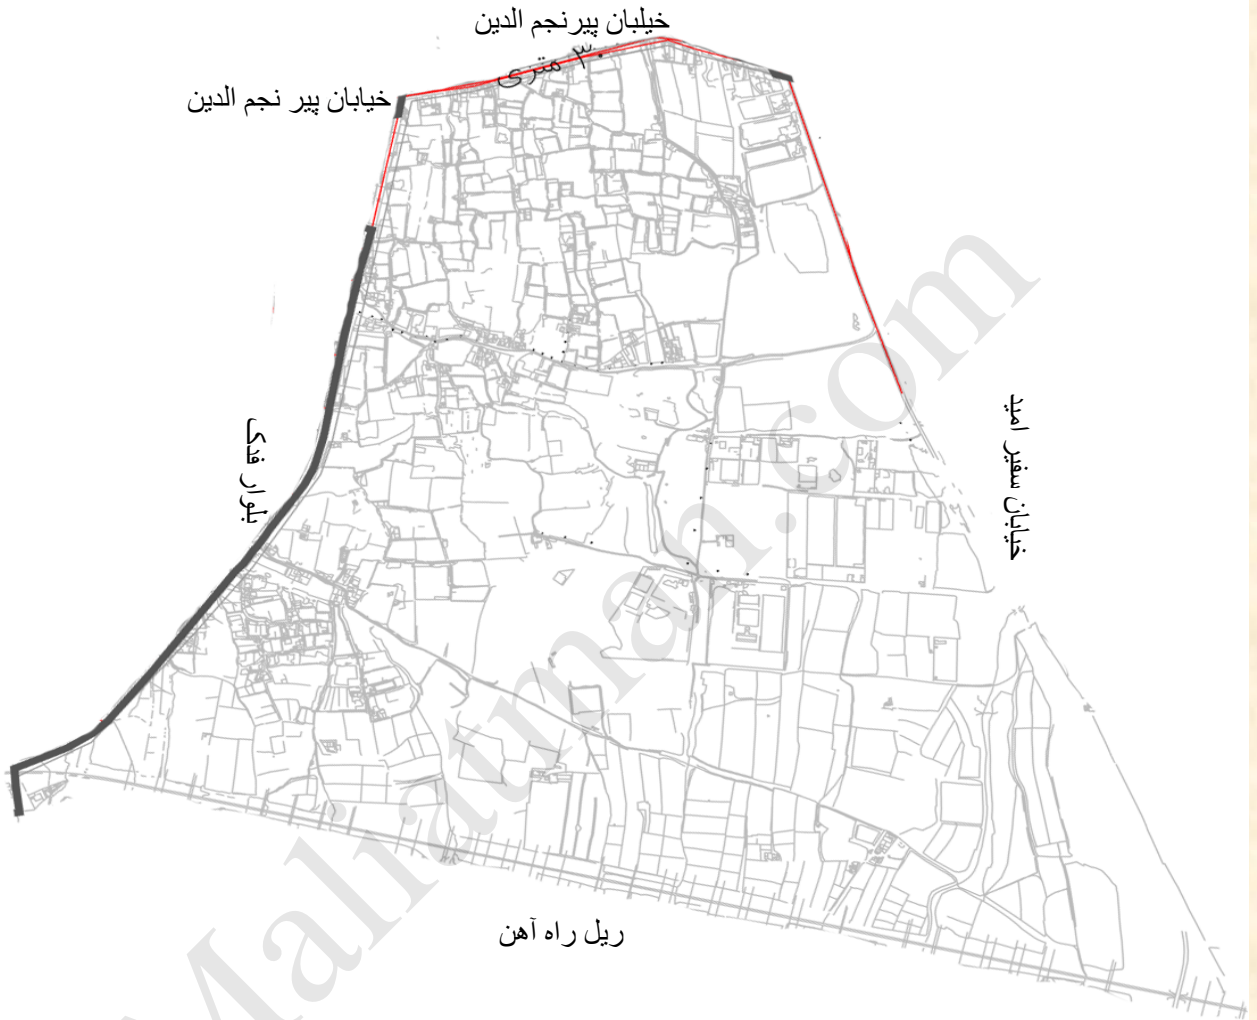 خیلبان پیرنجم الدین
۳۰ متری
خیابان پیر نجم الدین
خیابان سفیر امید
بلوار فدک
ریل راه آهن
Maliatman.com